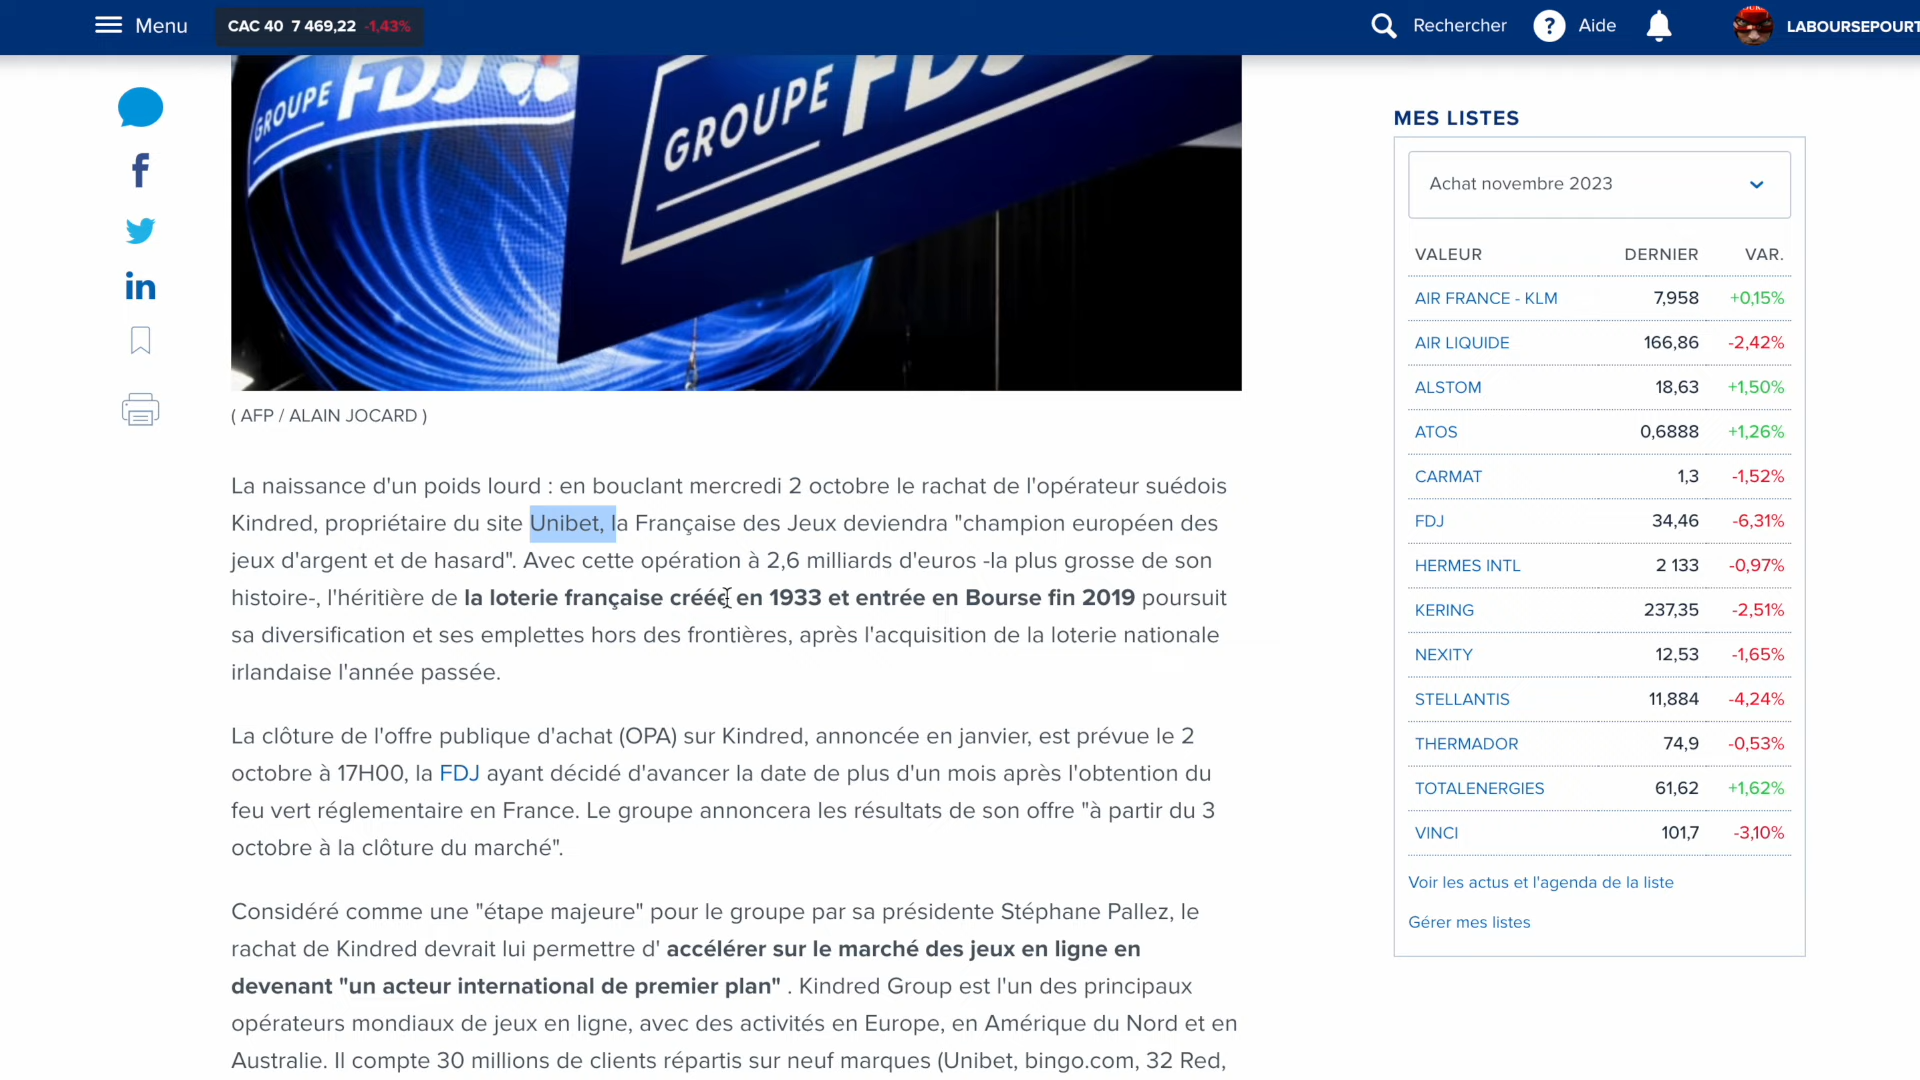 Menu
CAC 40 7 469,22 -1,43%
Rechercher
? Aide
LABOURSEPOURT
GROUPE FDJ
GROUPE FDJ
f
in
( AFP / ALAIN JOCARD )
La naissance d'un poids lourd : en bouclant mercredi 2 octobre le rachat de l'opérateur suédois
Kindred, propriétaire du site Unibet, la Française des Jeux deviendra "champion européen des
jeux d'argent et de hasard". Avec cette opération à 2,6 milliards d'euros -la plus grosse de son
histoire-, l'héritière de la loterie française créée en 1933 et entrée en Bourse fin 2019 poursuit
sa diversification et ses emplettes hors des frontières, après l'acquisition de la loterie nationale
irlandaise l'année passée.
La clôture de l'offre publique d'achat (OPA) sur Kindred, annoncée en janvier, est prévue le 2
octobre à 17H00, la FDJ ayant décidé d'avancer la date de plus d'un mois après l'obtention du
feu vert réglementaire en France. Le groupe annoncera les résultats de son offre "à partir du 3
octobre à la clôture du marché".
Considéré comme une "étape majeure" pour le groupe par sa présidente Stéphane Pallez, le
rachat de Kindred devrait lui permettre d' accélérer sur le marché des jeux en ligne en
devenant "un acteur international de premier plan" . Kindred Group est l'un des principaux
opérateurs mondiaux de jeux en ligne, avec des activités en Europe, en Amérique du Nord et en
Australie. Il compte 30 millions de clients répartis sur neuf marques (Unibet, bingo.com, 32 Red,
MES LISTES
Achat novembre 2023
VALEUR DERNIER VAR.
AIR FRANCE - KLM 7,958 +0,15%
AIR LIQUIDE 166,86 -2,42%
ALSTOM 18,63 +1,50%
ATOS 0,6888 +1,26%
CARMAT 1,3 -1,52%
FDJ 34,46 -6,31%
HERMES INTL 2 133 -0,97%
KERING 237,35 -2,51%
NEXITY 12,53 -1,65%
STELLANTIS 11,884 -4,24%
THERMADOR 74,9 -0,53%
TOTALENERGIES 61,62 +1,62%
VINCI 101,7 -3,10%
Voir les actus et l'agenda de la liste
Gérer mes listes